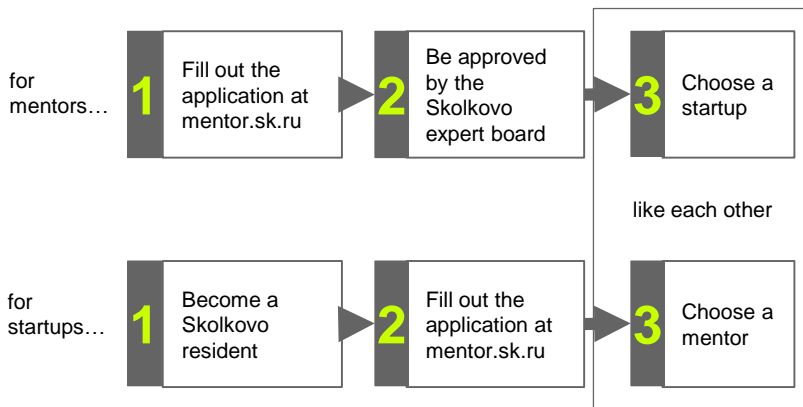 for
mentors…
1
Fill out the
application at
mentor.sk.ru
2
Be approved
by the
Skolkovo
expert board
3
Choose a
startup
like each other
for
startups…
1
Become a
Skolkovo
resident
2
Fill out the
application at
mentor.sk.ru
3
Choose a
mentor